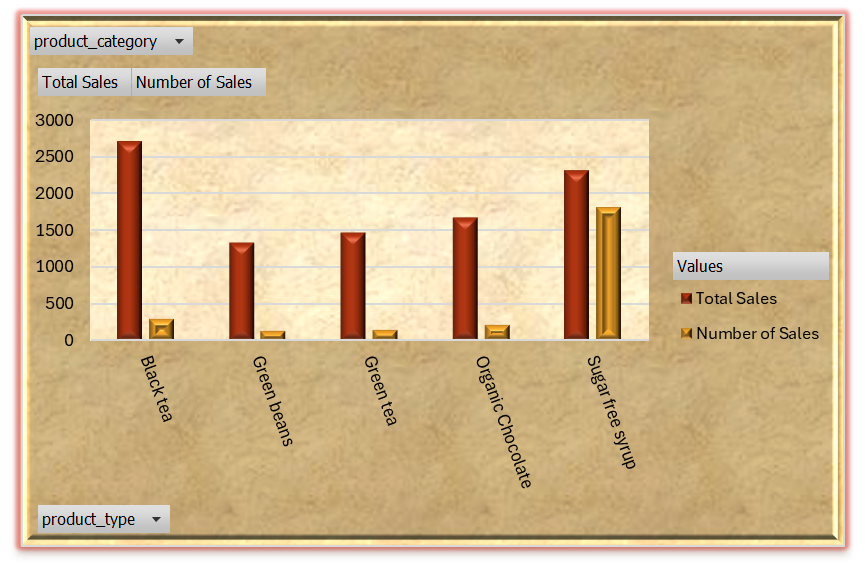 product_category
Total Sales Number of Sales
3000
2500
2000
1500
1000
500
0
Black tea
Green beans
Green tea
Organic Chocolate
Sugar free syrup
Values
Total Sales
Number of Sales
product_type